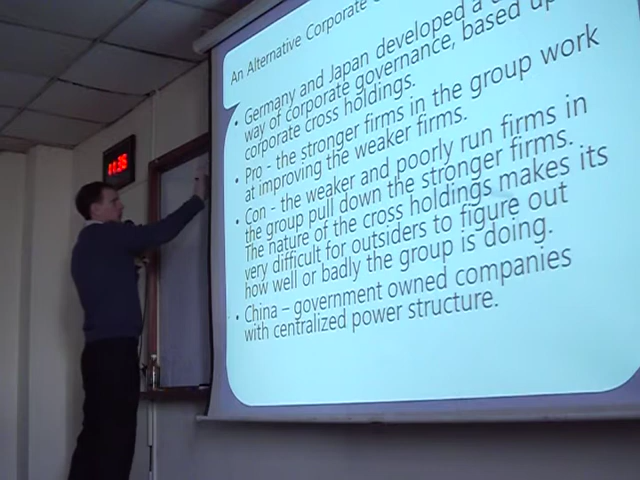 An Alternative Corporate
• Germany and Japan developed a
way of corporate governance, based
corporate cross holdings.
• Pro - the stronger firms in the group work
at improving the weaker firms.
• Con - the weaker and poorly run firms in
the group pull down the stronger firms.
The nature of the cross holdings makes its
very difficult for outsiders to figure out
how well or badly the group is doing.
• China – government owned companies
with centralized power structure.